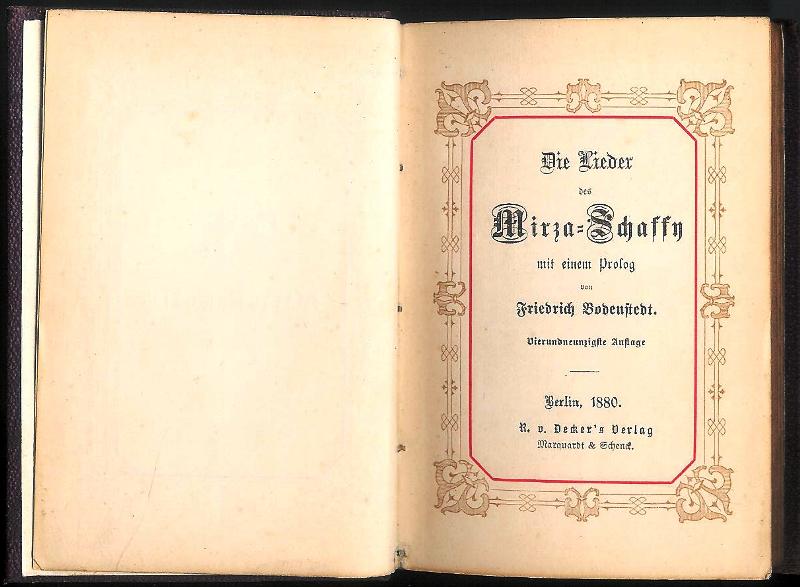 Die Lieder
des
Mirza-Schaffy
mit einem Prolog
von
Friedrich Bodenstedt.
Vierundneunzigste Auflage
Berlin, 1880.
R. v. Decker's Verlag
Marquardt & Schenck.